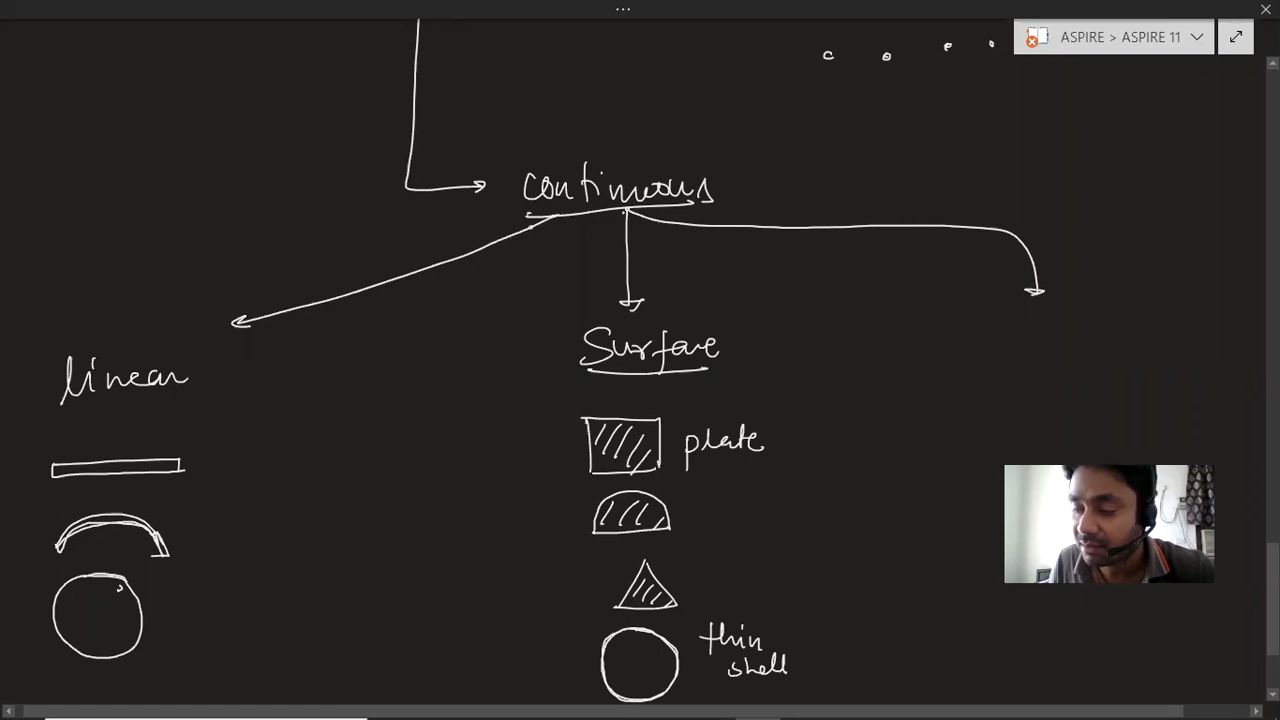 ASPIRE > ASPIRE 11
continuous
Surface
linear
plate
thin
shell